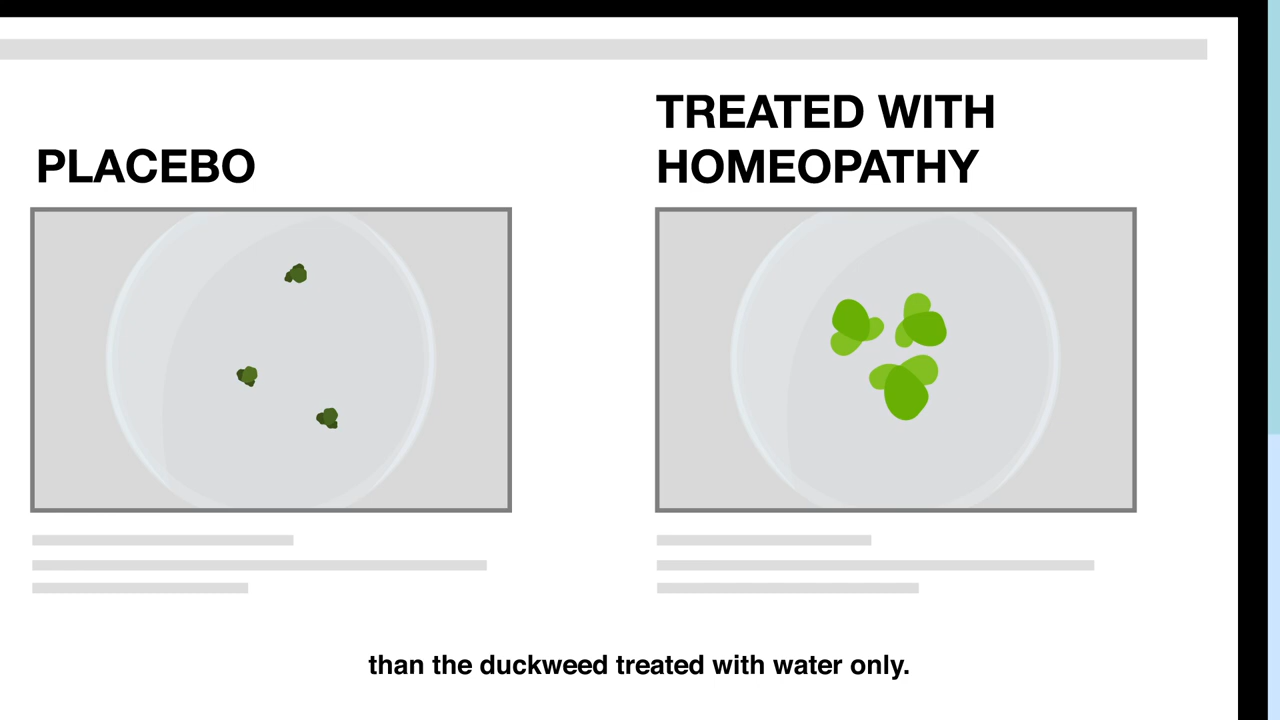 PLACEBO
TREATED WITH
HOMEOPATHY
than the duckweed treated with water only.